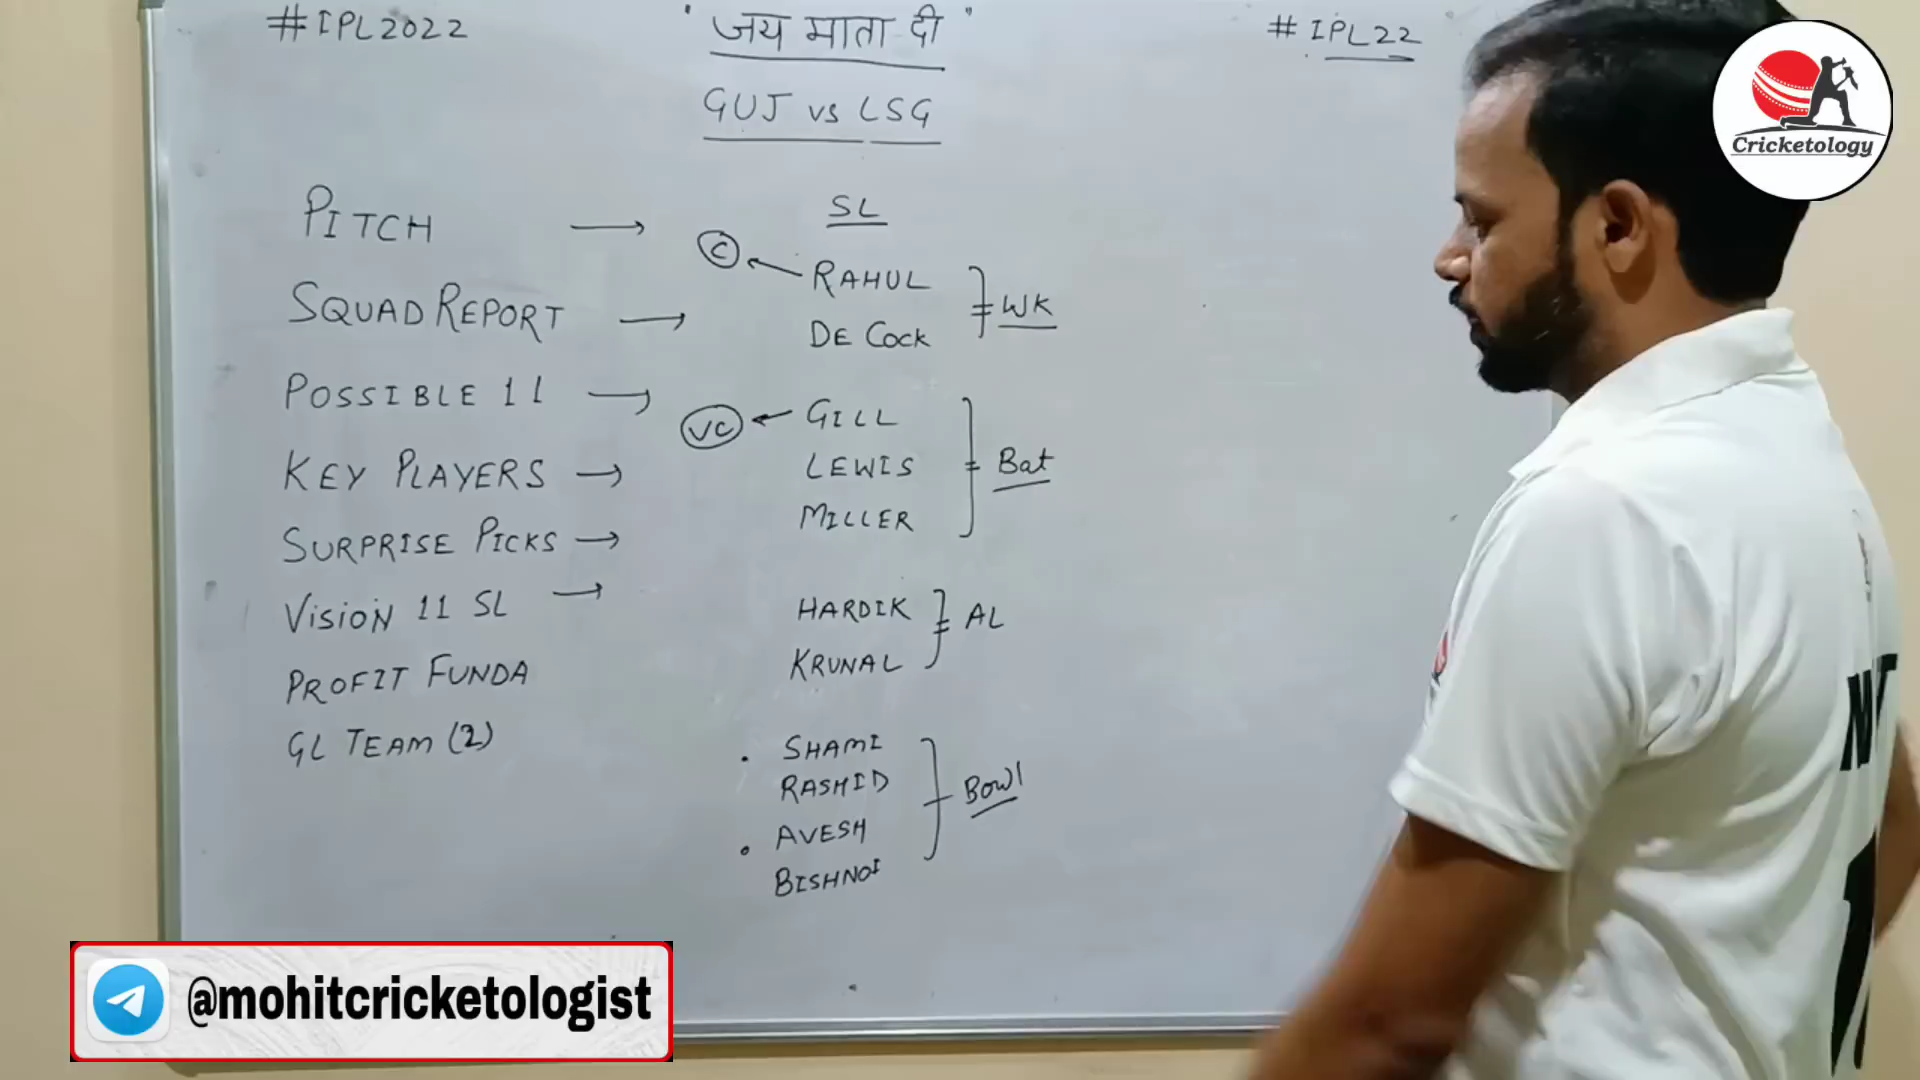 #IPL2022
"जय माता दी"
# IPL22
GUJ vs LSG
Cricketology
PITCH →
SQUAD REPORT →
POSSIBLE 11 →
KEY PLAYERS →
SURPRISE PICKS →
Vision 11 SL →
PROFIT FUNDA
GL TEAM (2)
SL
C ← RAHUL
DE COCK
WK
VC ← GILL
LEWIS
MILLER
Bat
HARDIK
KRUNAL
AL
SHAMI
RASHID
AVESH
BISHNOI
Bowl
@mohitcricketologist